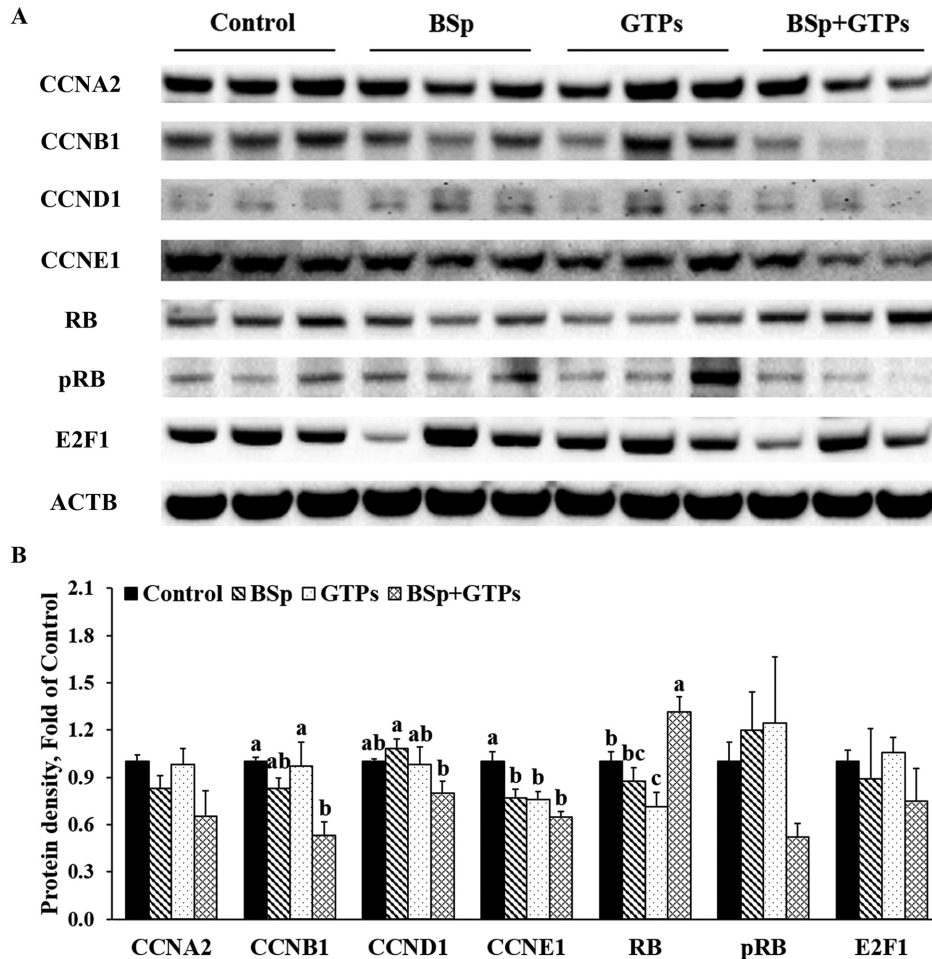 A
Control BSp GTPs BSp+GTPs
CCNA2
CCNB1
CCND1
CCNE1
RB
pRB
E2F1
ACTB
B
Protein density, Fold of Control
2.1
1.8
1.5
1.2
0.9
0.6
0.3
0.0
Control BSp GTPs BSp+GTPs
a ab a b
ab a ab b
a b b b
b bc c a
CCNA2 CCNB1 CCND1 CCNE1 RB pRB E2F1